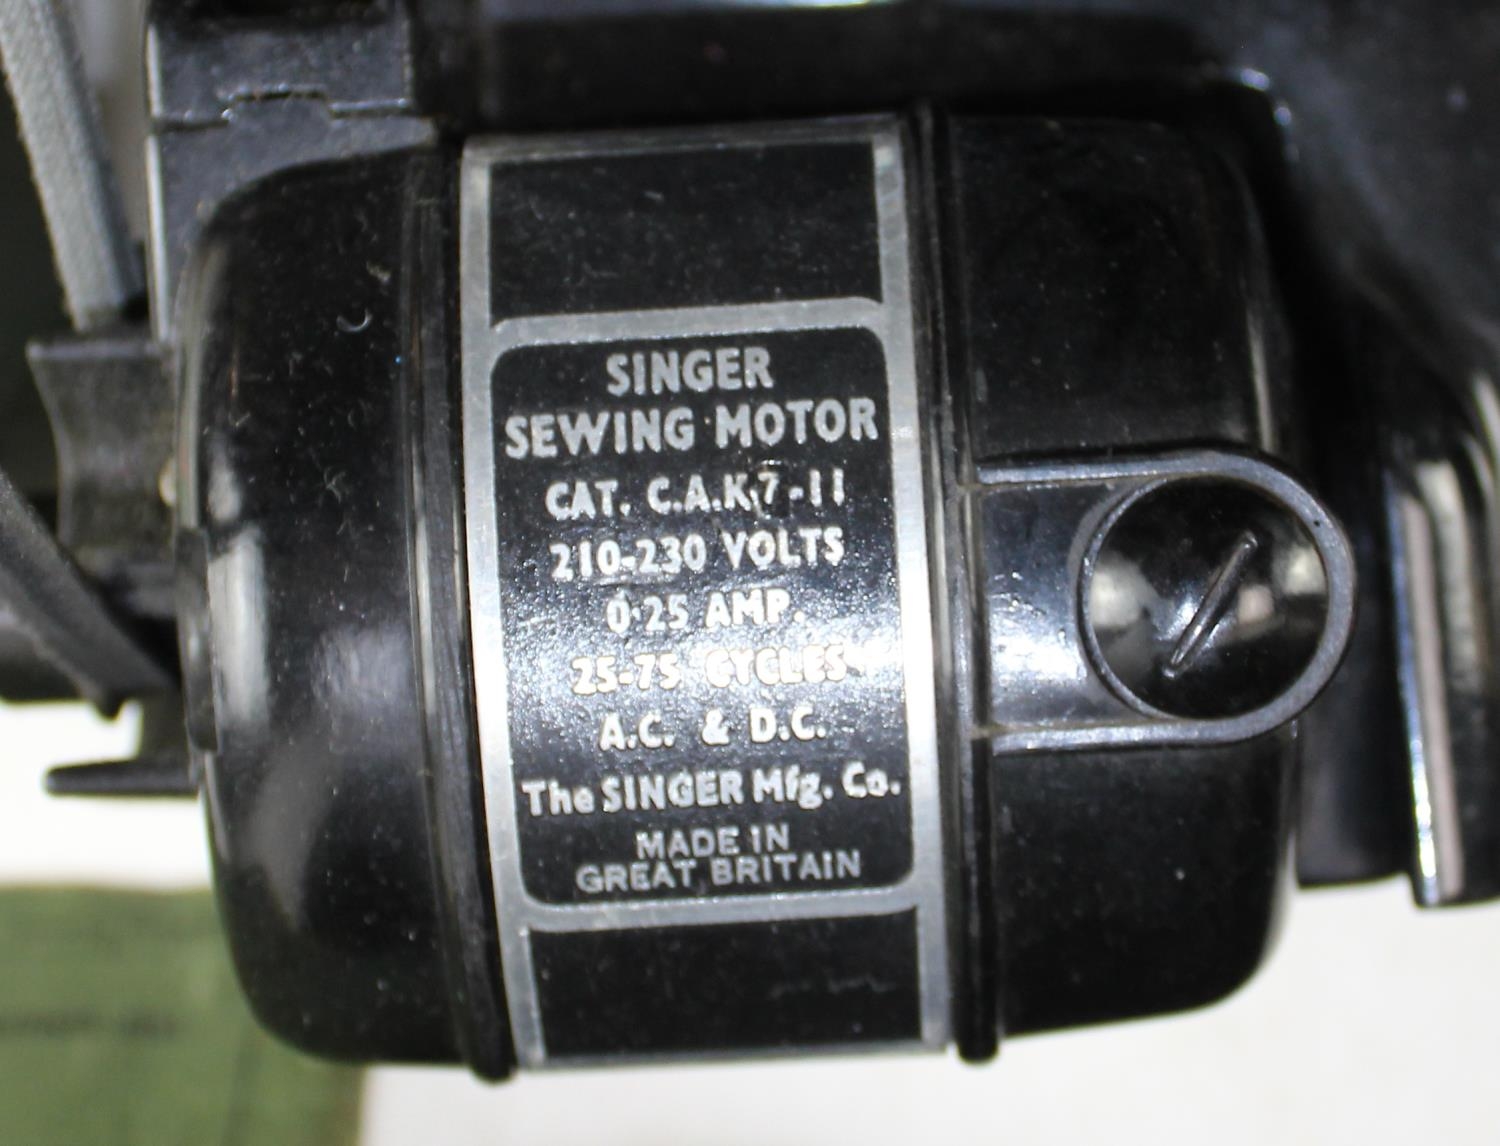 SINGER
SEWING MOTOR
CAT. C.A.K.7-11
210-230 VOLTS
0·25 AMP.
25-75 CYCLES
A.C. & D.C.
The SINGER Mfg. Co.
MADE IN
GREAT BRITAIN